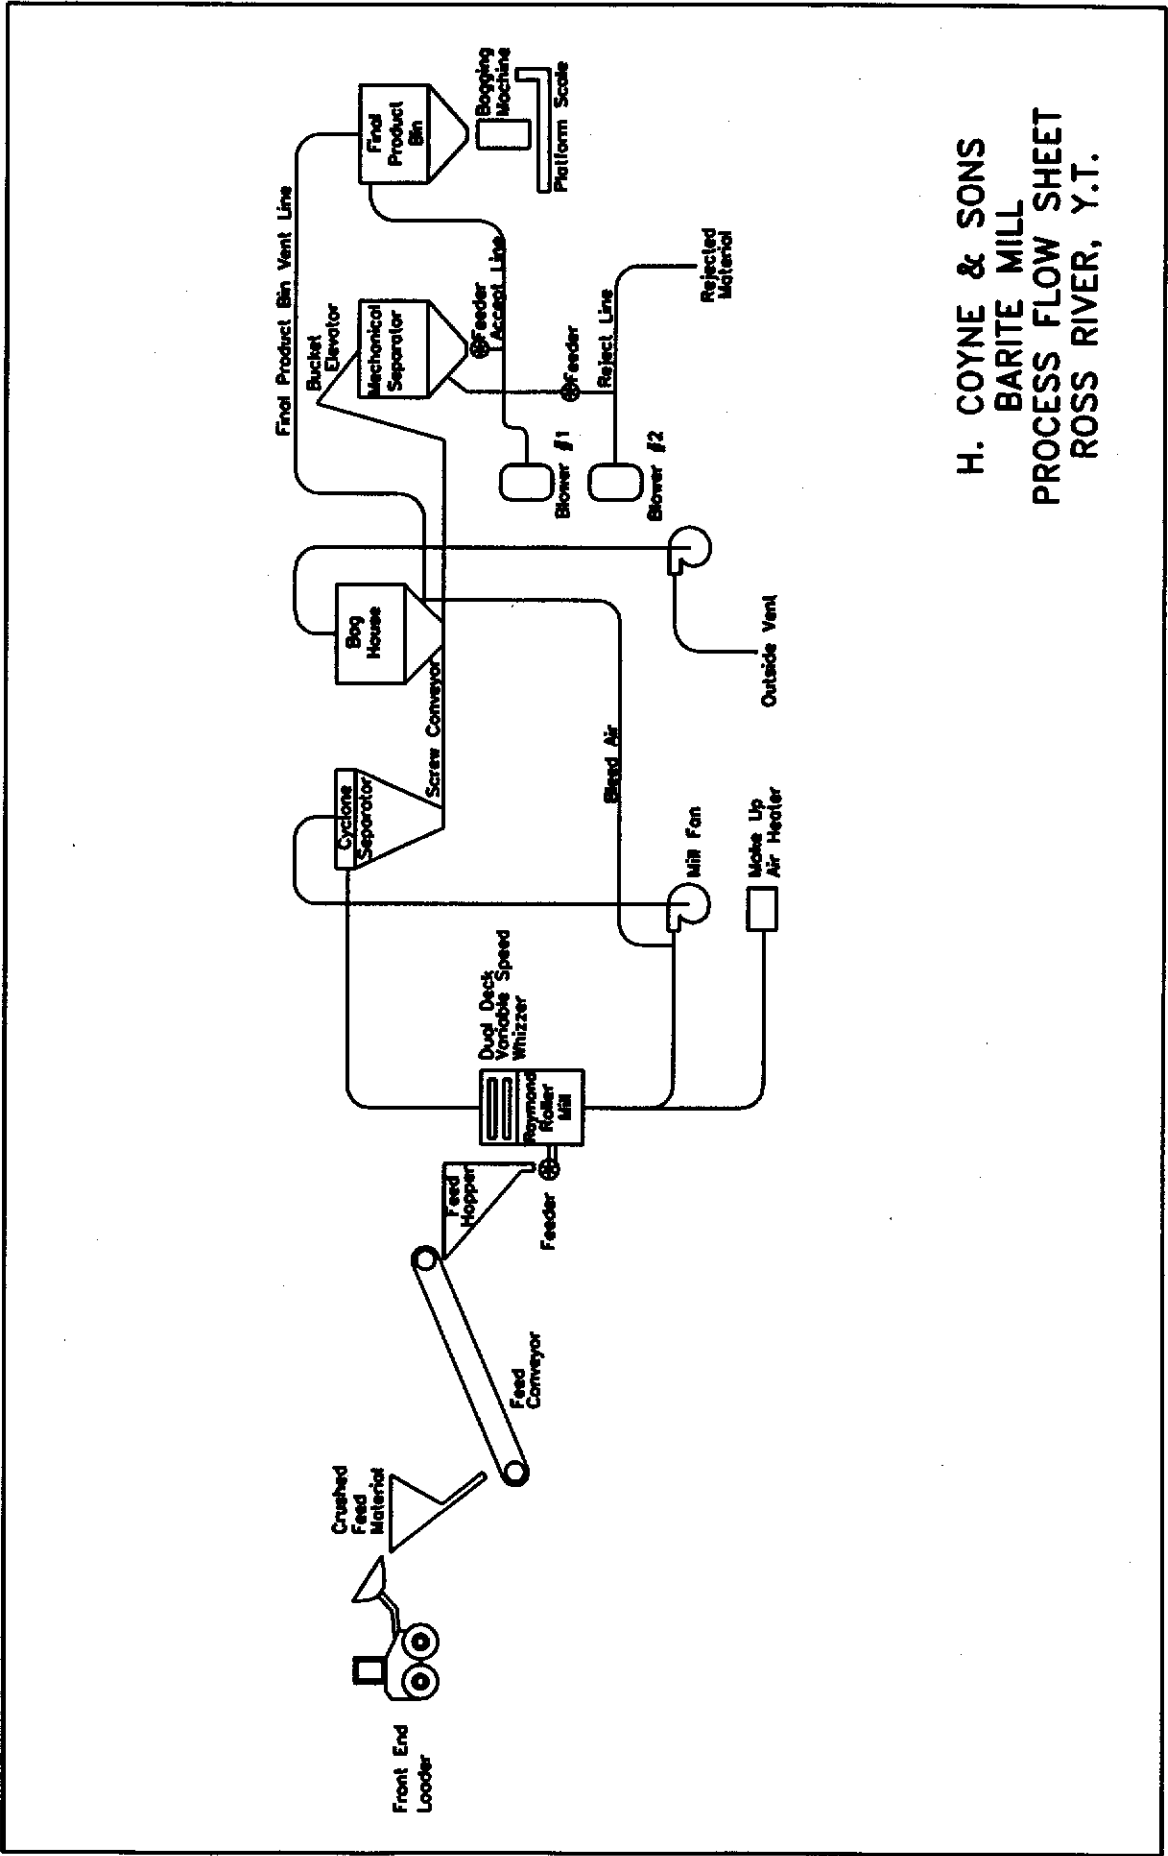 Front End
Loader
Crushed
Feed
Material
Feed
Conveyor
Feed
Hopper
Feeder
Dual Deck
Variable Speed
Whizzer
Raymond
Roller
Mill
Cyclone
Separator
Mill Fan
Make Up
Air Heater
Screw Conveyor
Bleed Air
Bag
House
Outside Vent
Final Product Bin Vent Line
Bucket
Elevator
Mechanical
Separator
Feeder
Accept Line
Feeder
Reject Line
Blower #1
Blower #2
Rejected
Material
Final
Product
Bin
Bagging
Machine
Platform Scale
H. COYNE & SONS
BARITE MILL
PROCESS FLOW SHEET
ROSS RIVER, Y.T.